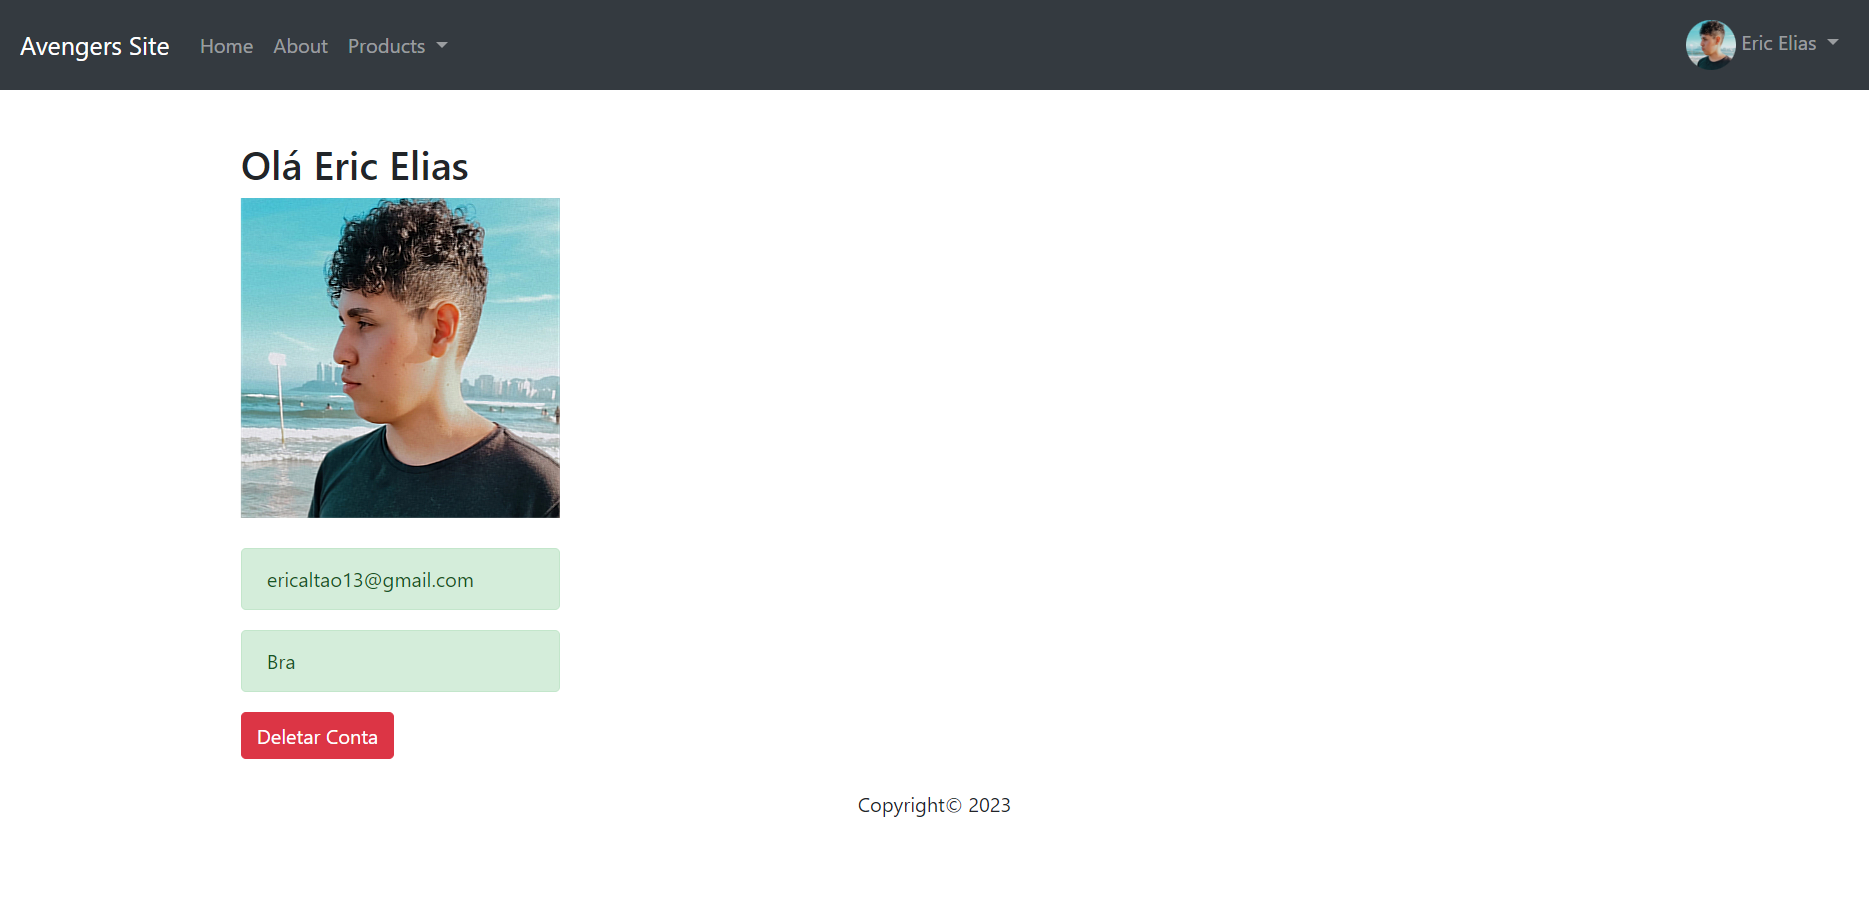 Avengers Site Home About Products Eric Elias
Olá Eric Elias
ericaltao13@gmail.com
Bra
Deletar Conta
Copyright© 2023